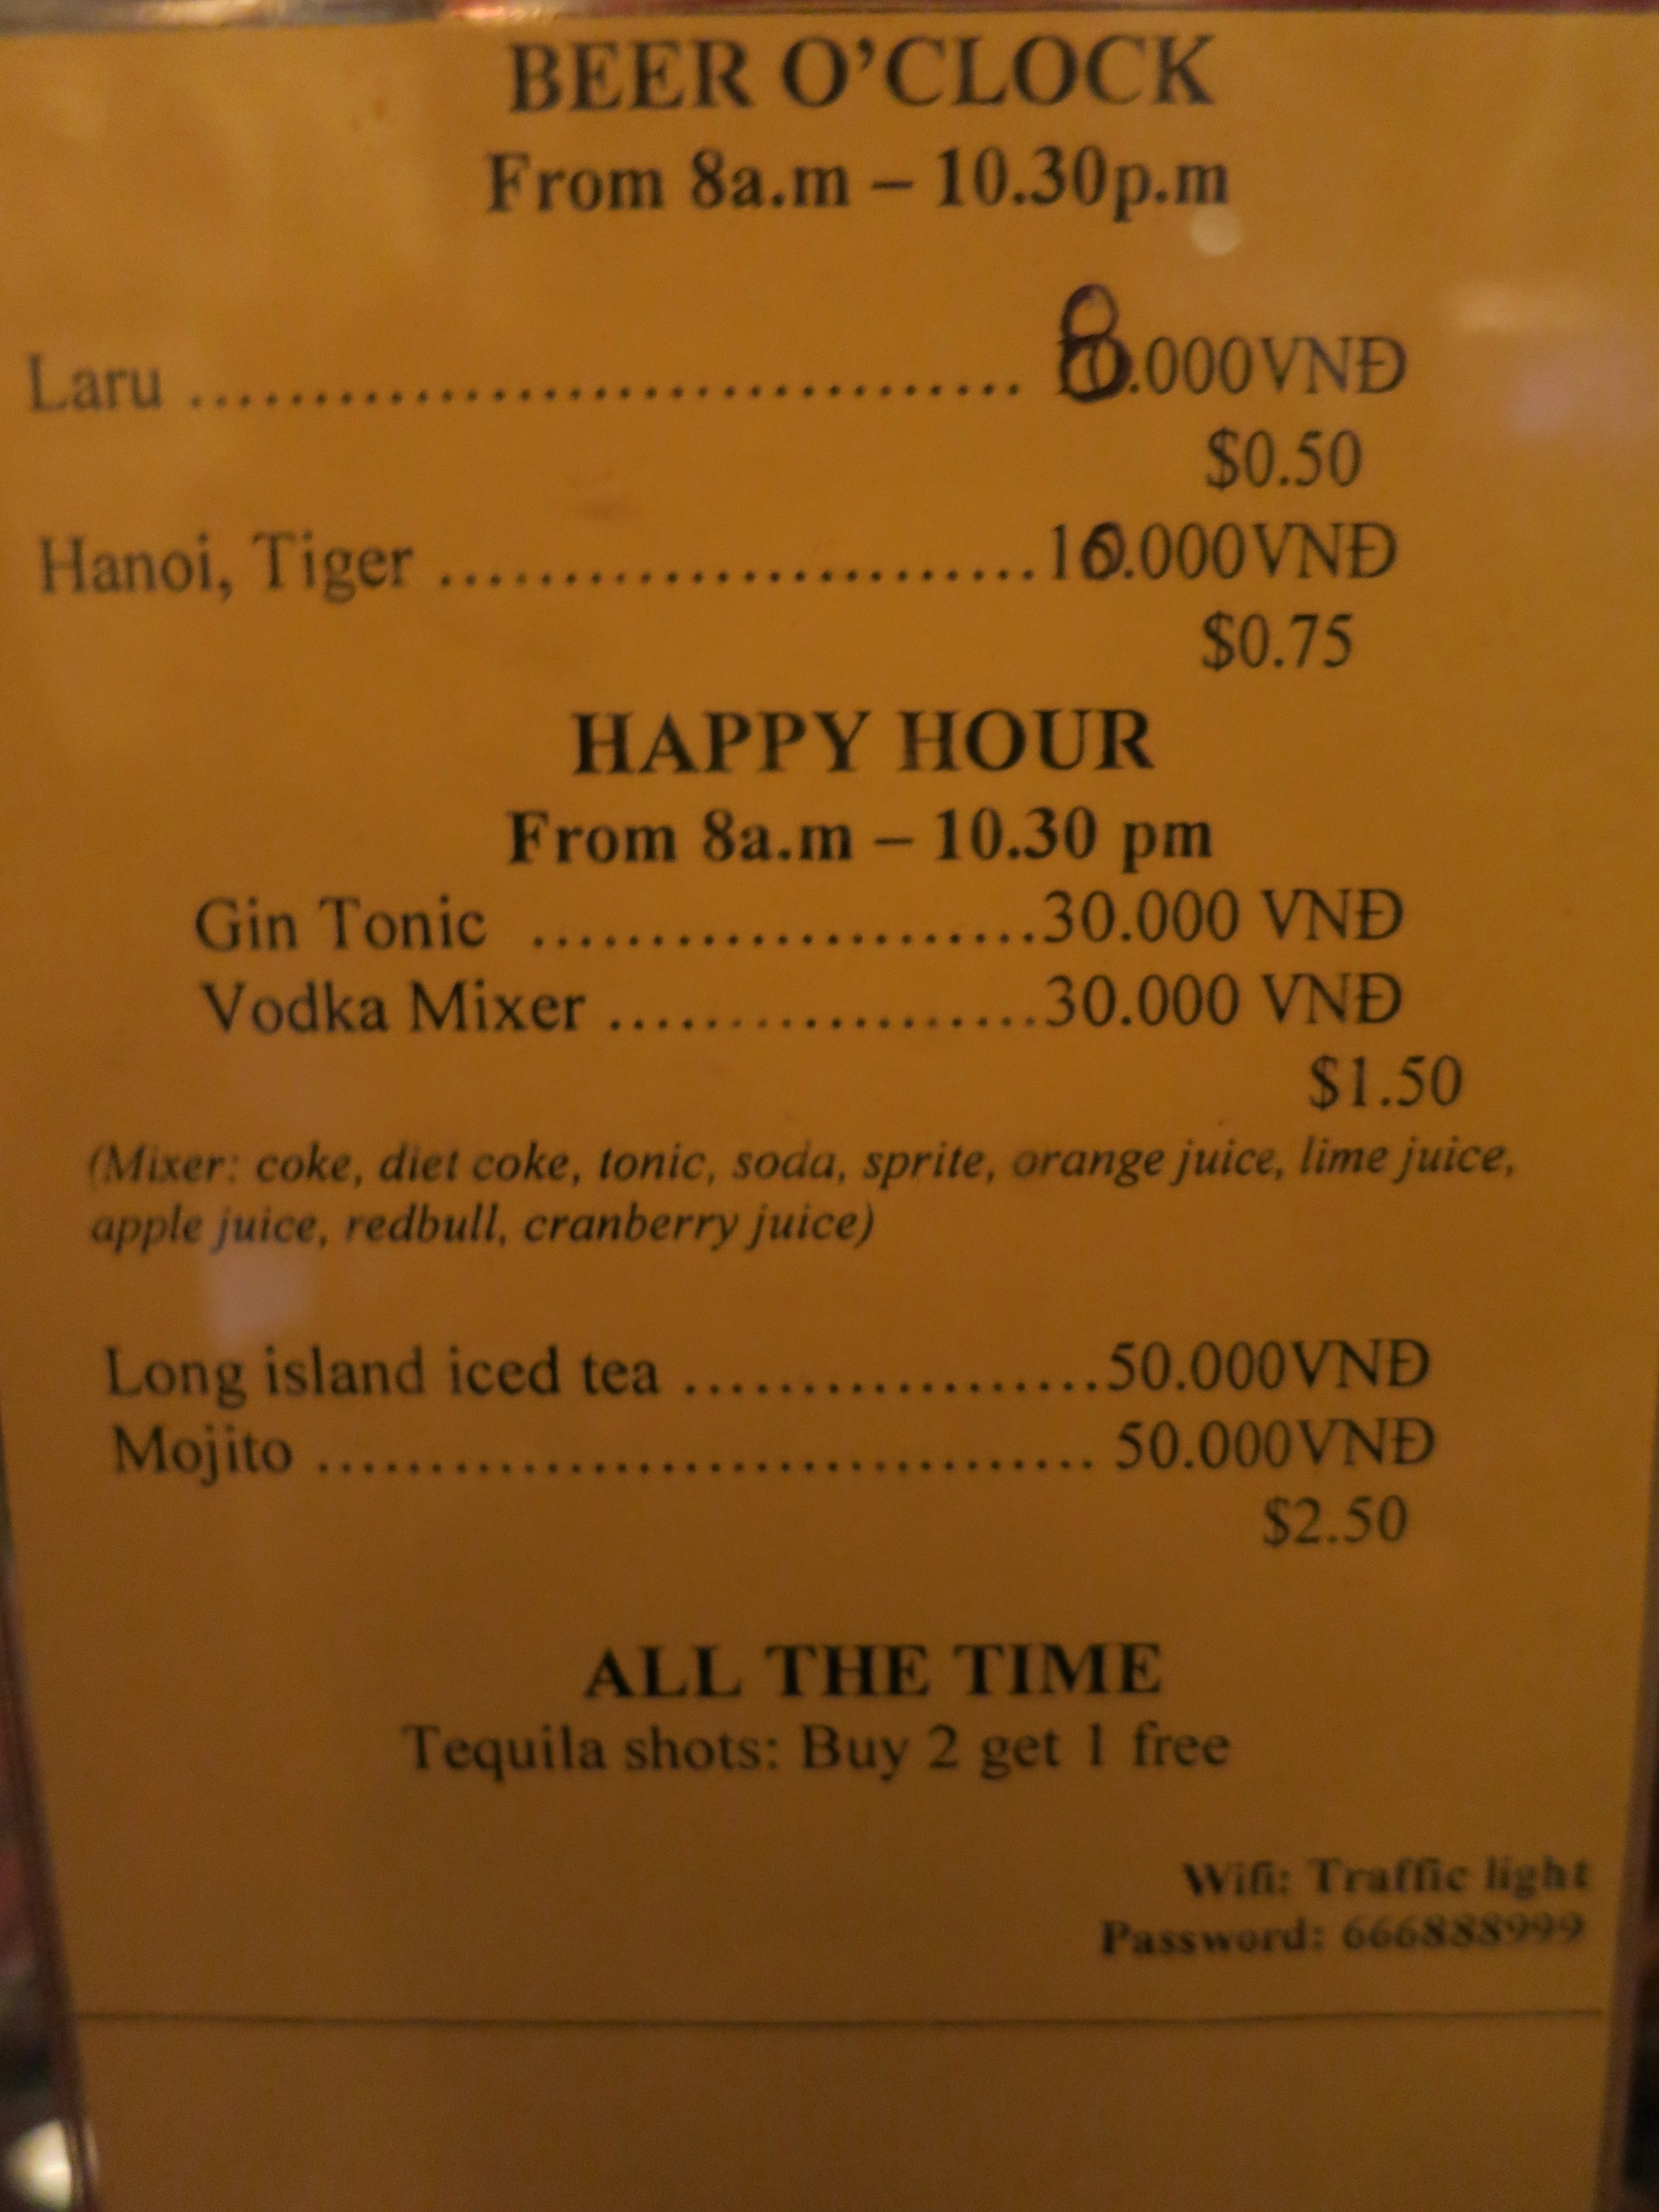 BEER O'CLOCK
From 8a.m – 10.30p.m
Laru ........................................ 8.000VNĐ
$0.50
Hanoi, Tiger ............................10.000VNĐ
$0.75
HAPPY HOUR
From 8a.m – 10.30 pm
Gin Tonic ........................30.000 VNĐ
Vodka Mixer ....................30.000 VNĐ
$1.50
(Mixer: coke, diet coke, tonic, soda, sprite, orange juice, lime juice,
apple juice, redbull, cranberry juice)
Long island iced tea ....................50.000VNĐ
Mojito ..................................... 50.000VNĐ
$2.50
ALL THE TIME
Tequila shots: Buy 2 get 1 free
Wifi: Traffic light
Password: 666888999